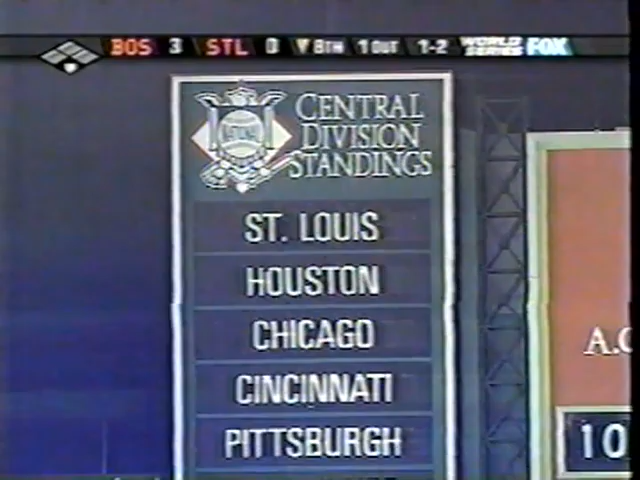 BOS 3 STL 0 8TH 1 OUT 1-2 WORLD SERIES FOX
CENTRAL
DIVISION
STANDINGS
ST. LOUIS
HOUSTON
CHICAGO
CINCINNATI
PITTSBURGH
A.
10